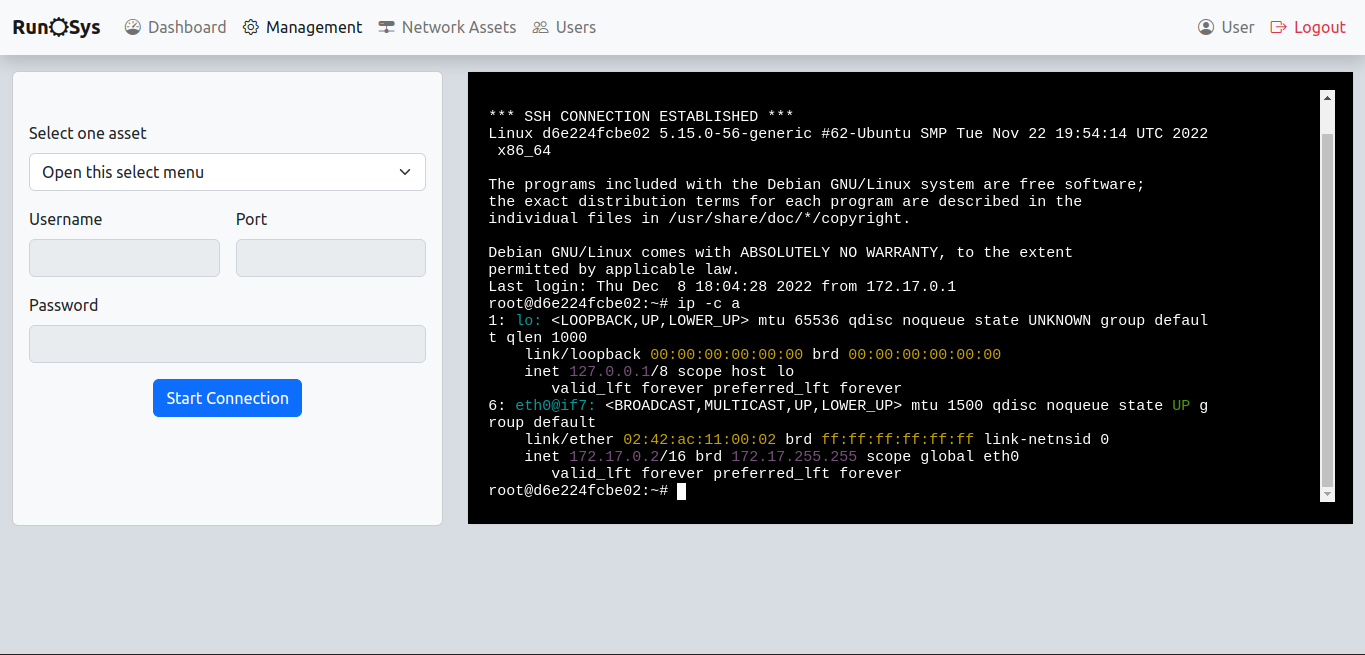 RunSys Dashboard Management Network Assets Users User Logout
Select one asset
Open this select menu
Username Port
Password
Start Connection
*** SSH CONNECTION ESTABLISHED ***
Linux d6e224fcbe02 5.15.0-56-generic #62-Ubuntu SMP Tue Nov 22 19:54:14 UTC 2022
 x86_64
The programs included with the Debian GNU/Linux system are free software;
the exact distribution terms for each program are described in the
individual files in /usr/share/doc/*/copyright.
Debian GNU/Linux comes with ABSOLUTELY NO WARRANTY, to the extent
permitted by applicable law.
Last login: Thu Dec  8 18:04:28 2022 from 172.17.0.1
root@d6e224fcbe02:~# ip -c a
1: lo: <LOOPBACK,UP,LOWER_UP> mtu 65536 qdisc noqueue state UNKNOWN group defaul
t qlen 1000
    link/loopback 00:00:00:00:00:00 brd 00:00:00:00:00:00
    inet 127.0.0.1/8 scope host lo
       valid_lft forever preferred_lft forever
6: eth0@if7: <BROADCAST,MULTICAST,UP,LOWER_UP> mtu 1500 qdisc noqueue state UP g
roup default
    link/ether 02:42:ac:11:00:02 brd ff:ff:ff:ff:ff:ff link-netnsid 0
    inet 172.17.0.2/16 brd 172.17.255.255 scope global eth0
       valid_lft forever preferred_lft forever
root@d6e224fcbe02:~#